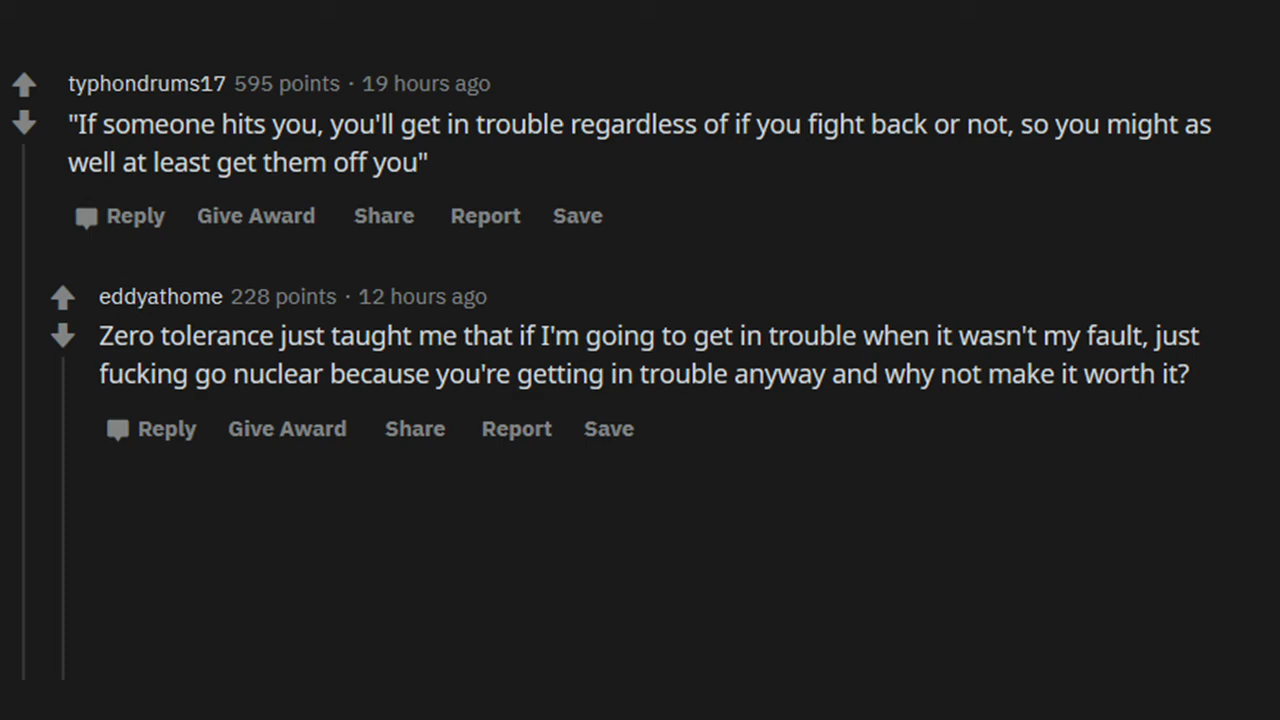 typhondrums17 595 points · 19 hours ago
"If someone hits you, you'll get in trouble regardless of if you fight back or not, so you might as
well at least get them off you"
Reply Give Award Share Report Save
eddyathome 228 points · 12 hours ago
Zero tolerance just taught me that if I'm going to get in trouble when it wasn't my fault, just
fucking go nuclear because you're getting in trouble anyway and why not make it worth it?
Reply Give Award Share Report Save